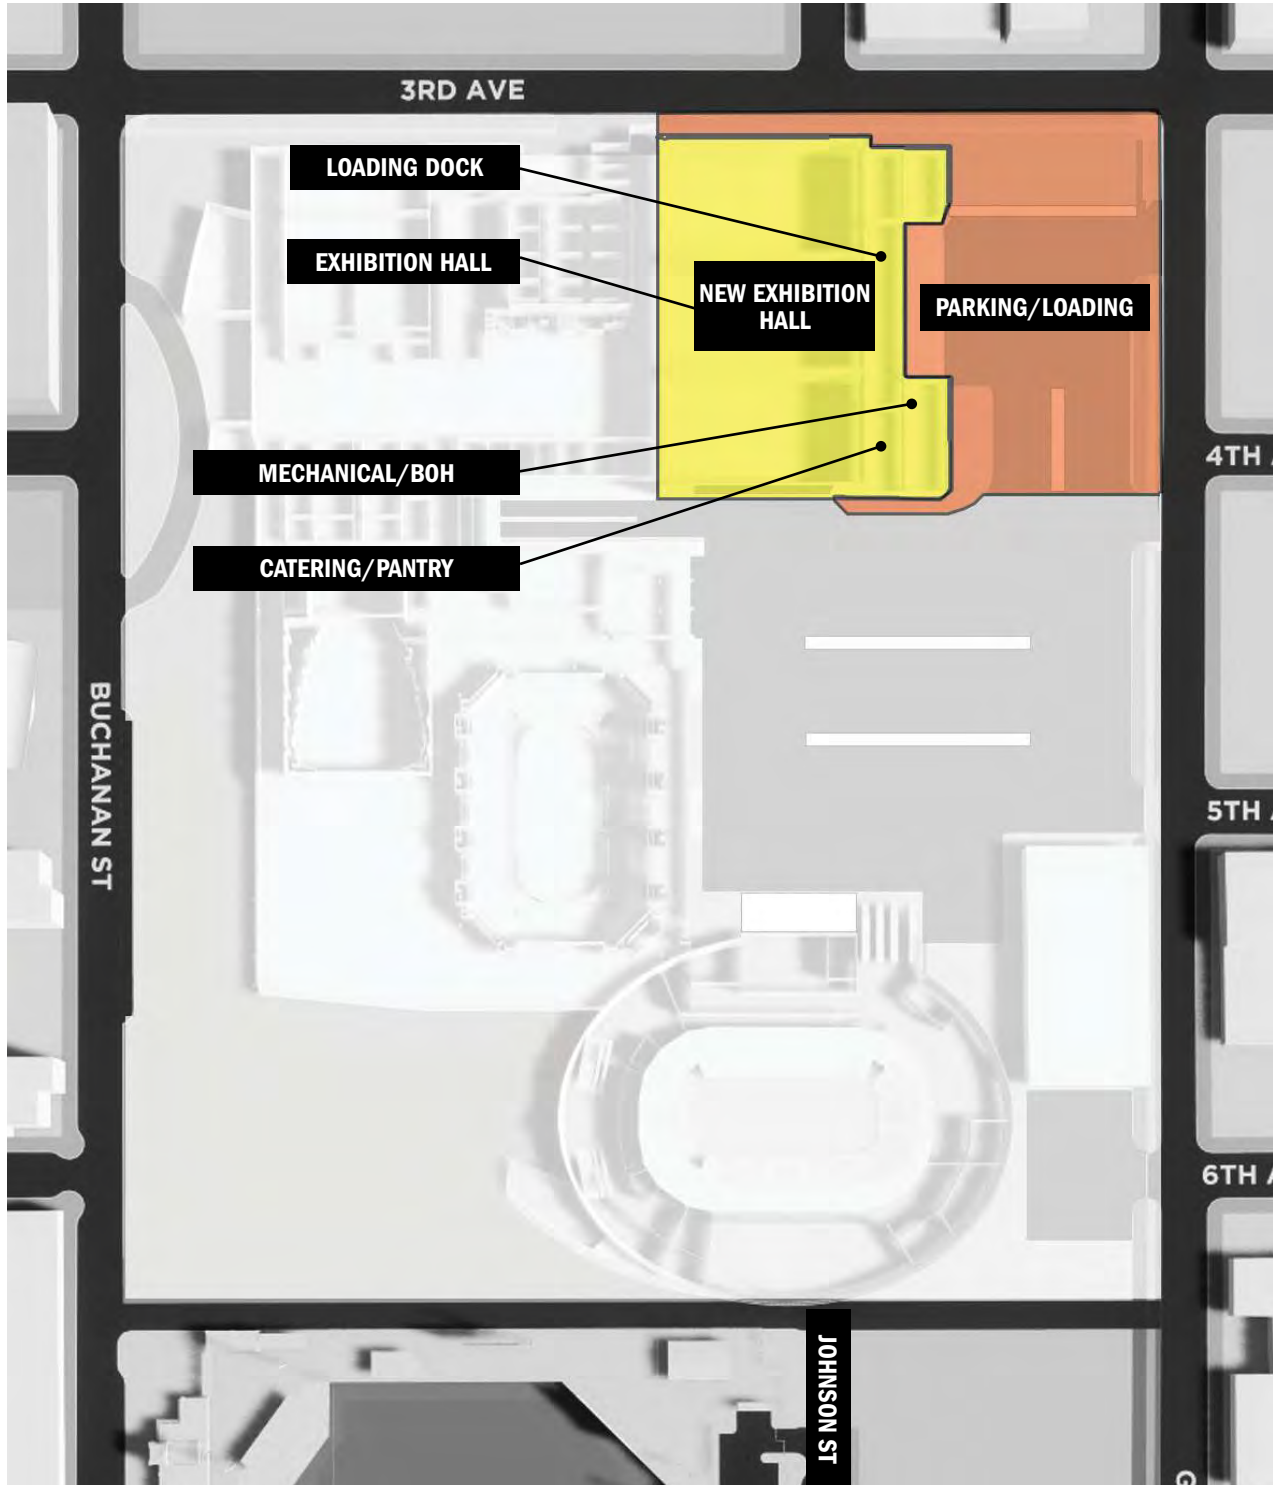 3RD AVE
LOADING DOCK
EXHIBITION HALL
NEW EXHIBITION
HALL
PARKING/LOADING
4TH
MECHANICAL/BOH
CATERING/PANTRY
BUCHANAN ST
5TH
6TH
JOHNSON ST
G